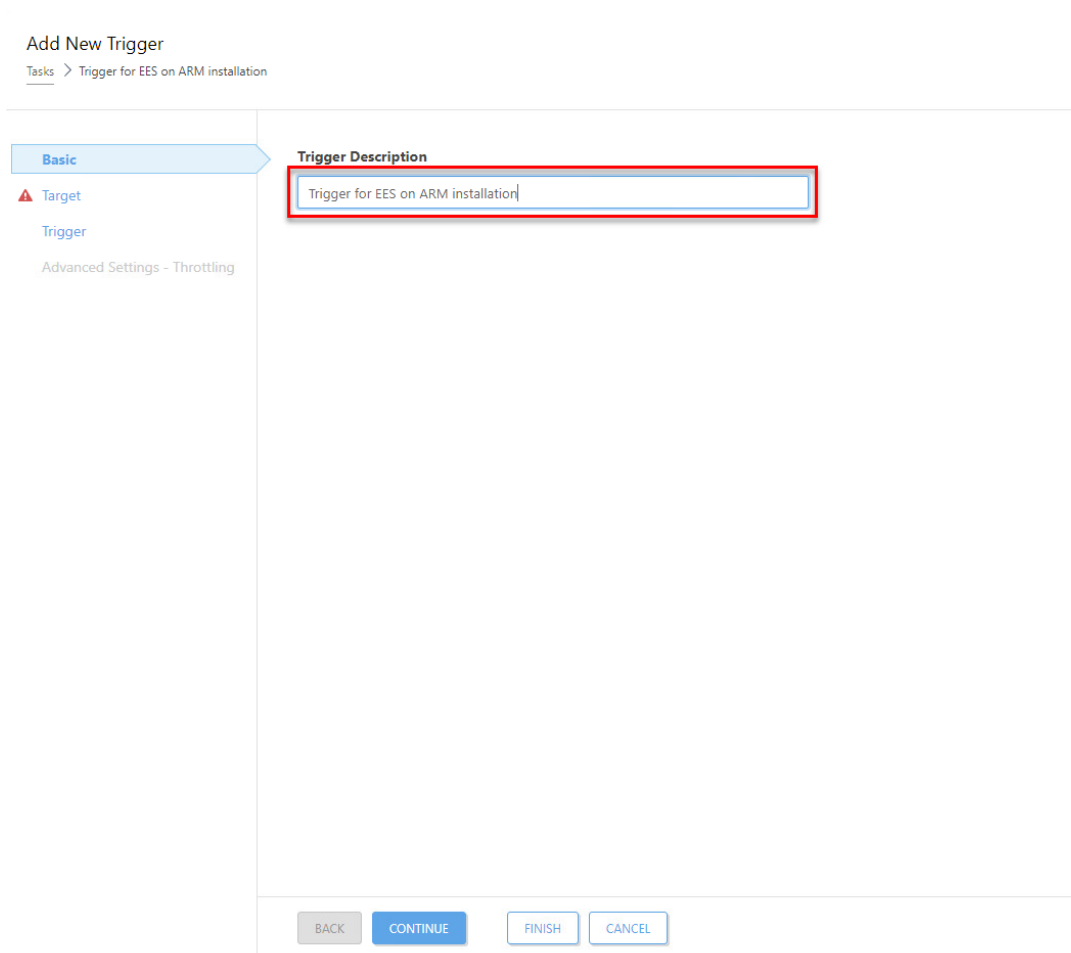 Add New Trigger
Tasks > Trigger for EES on ARM installation
Basic
Target
Trigger
Advanced Settings - Throttling
Trigger Description
Trigger for EES on ARM installation
BACK CONTINUE FINISH CANCEL